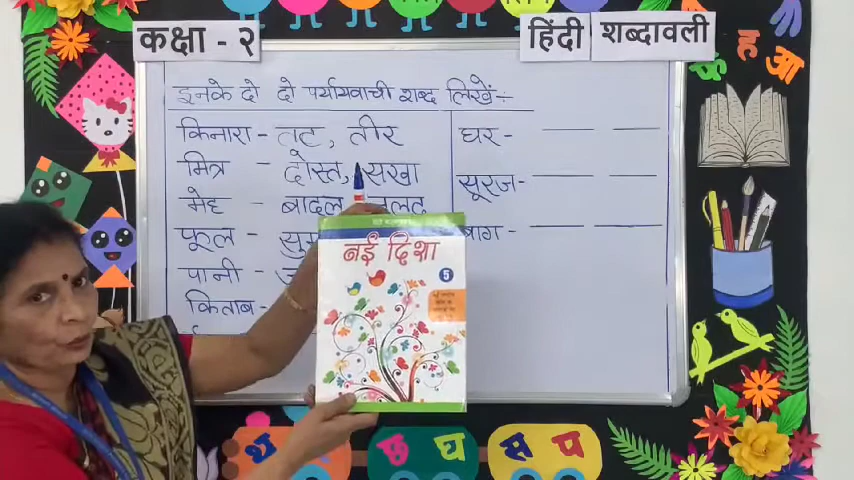 कक्षा - २
हिंदी शब्दावली
इनके दो दो पर्यायवाची शब्द लिखें:-
किनारा - तट, तीर
मित्र - दोस्त, सखा
मेह - बादल
फूल -
पानी -
किताब -
घर -
सूरज -
बाग -
नई दिशा
5
ह
आ
थ
छ
घ
स
प